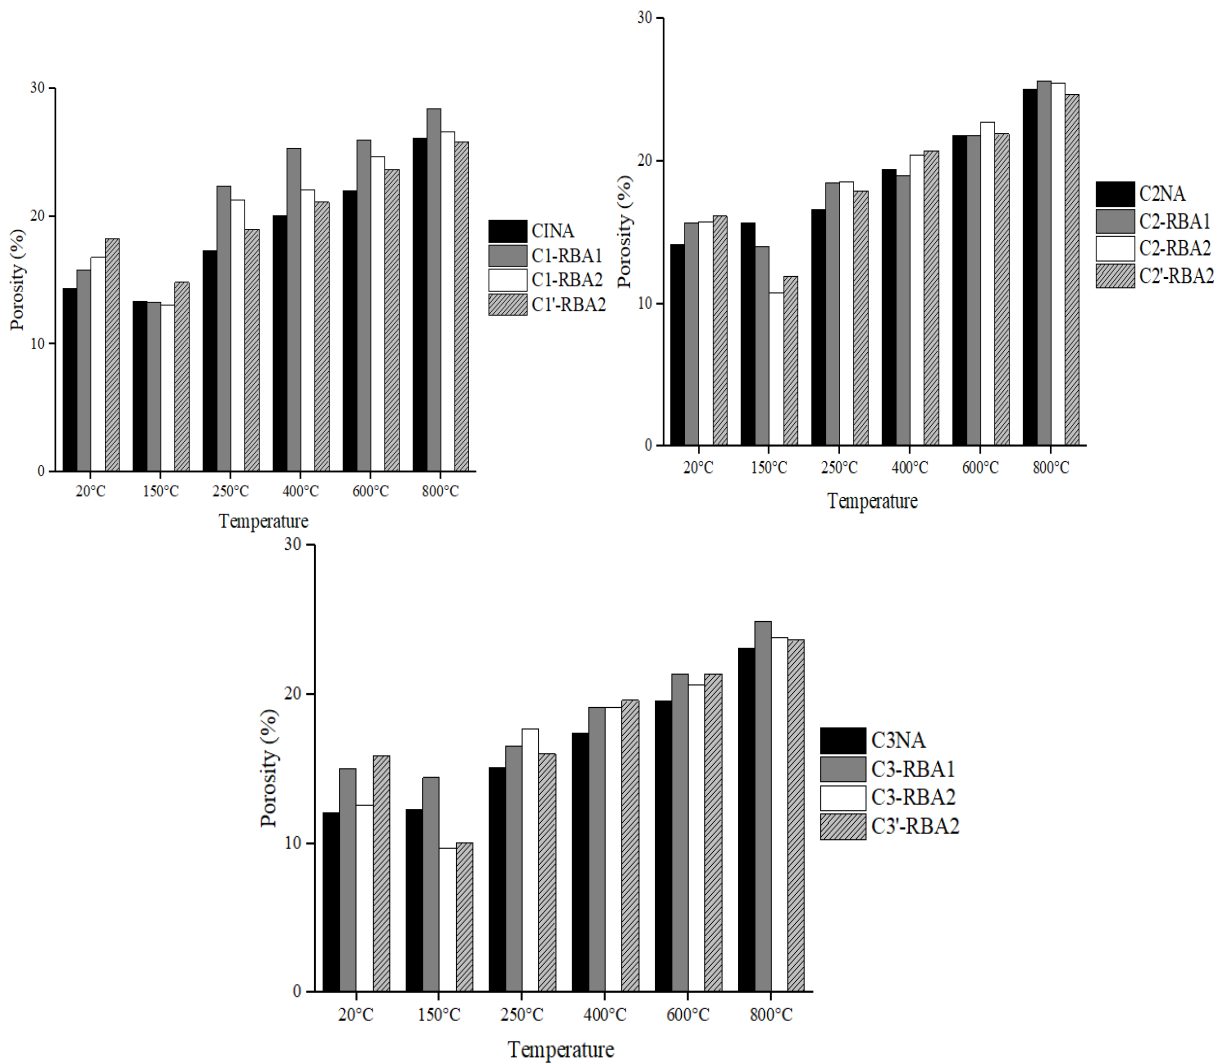 30
20
10
0
Porosity (%)
20°C 150°C 250°C 400°C 600°C 800°C
Temperature
CINA
C1-RBA1
C1-RBA2
C1'-RBA2
30
20
10
0
Porosity (%)
20°C 150°C 250°C 400°C 600°C 800°C
Temperature
C2NA
C2-RBA1
C2-RBA2
C2'-RBA2
30
20
10
0
Porosity (%)
20°C 150°C 250°C 400°C 600°C 800°C
Temperature
C3NA
C3-RBA1
C3-RBA2
C3'-RBA2